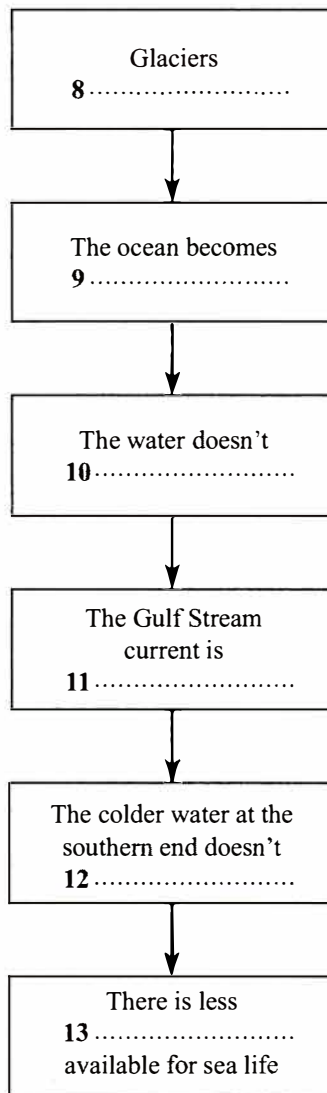 Glaciers
8 ..........................
The ocean becomes
9 ..........................
The water doesn't
10 ..........................
The Gulf Stream
current is
11 ..........................
The colder water at the
southern end doesn't
12 ..........................
There is less
13 ..........................
available for sea life